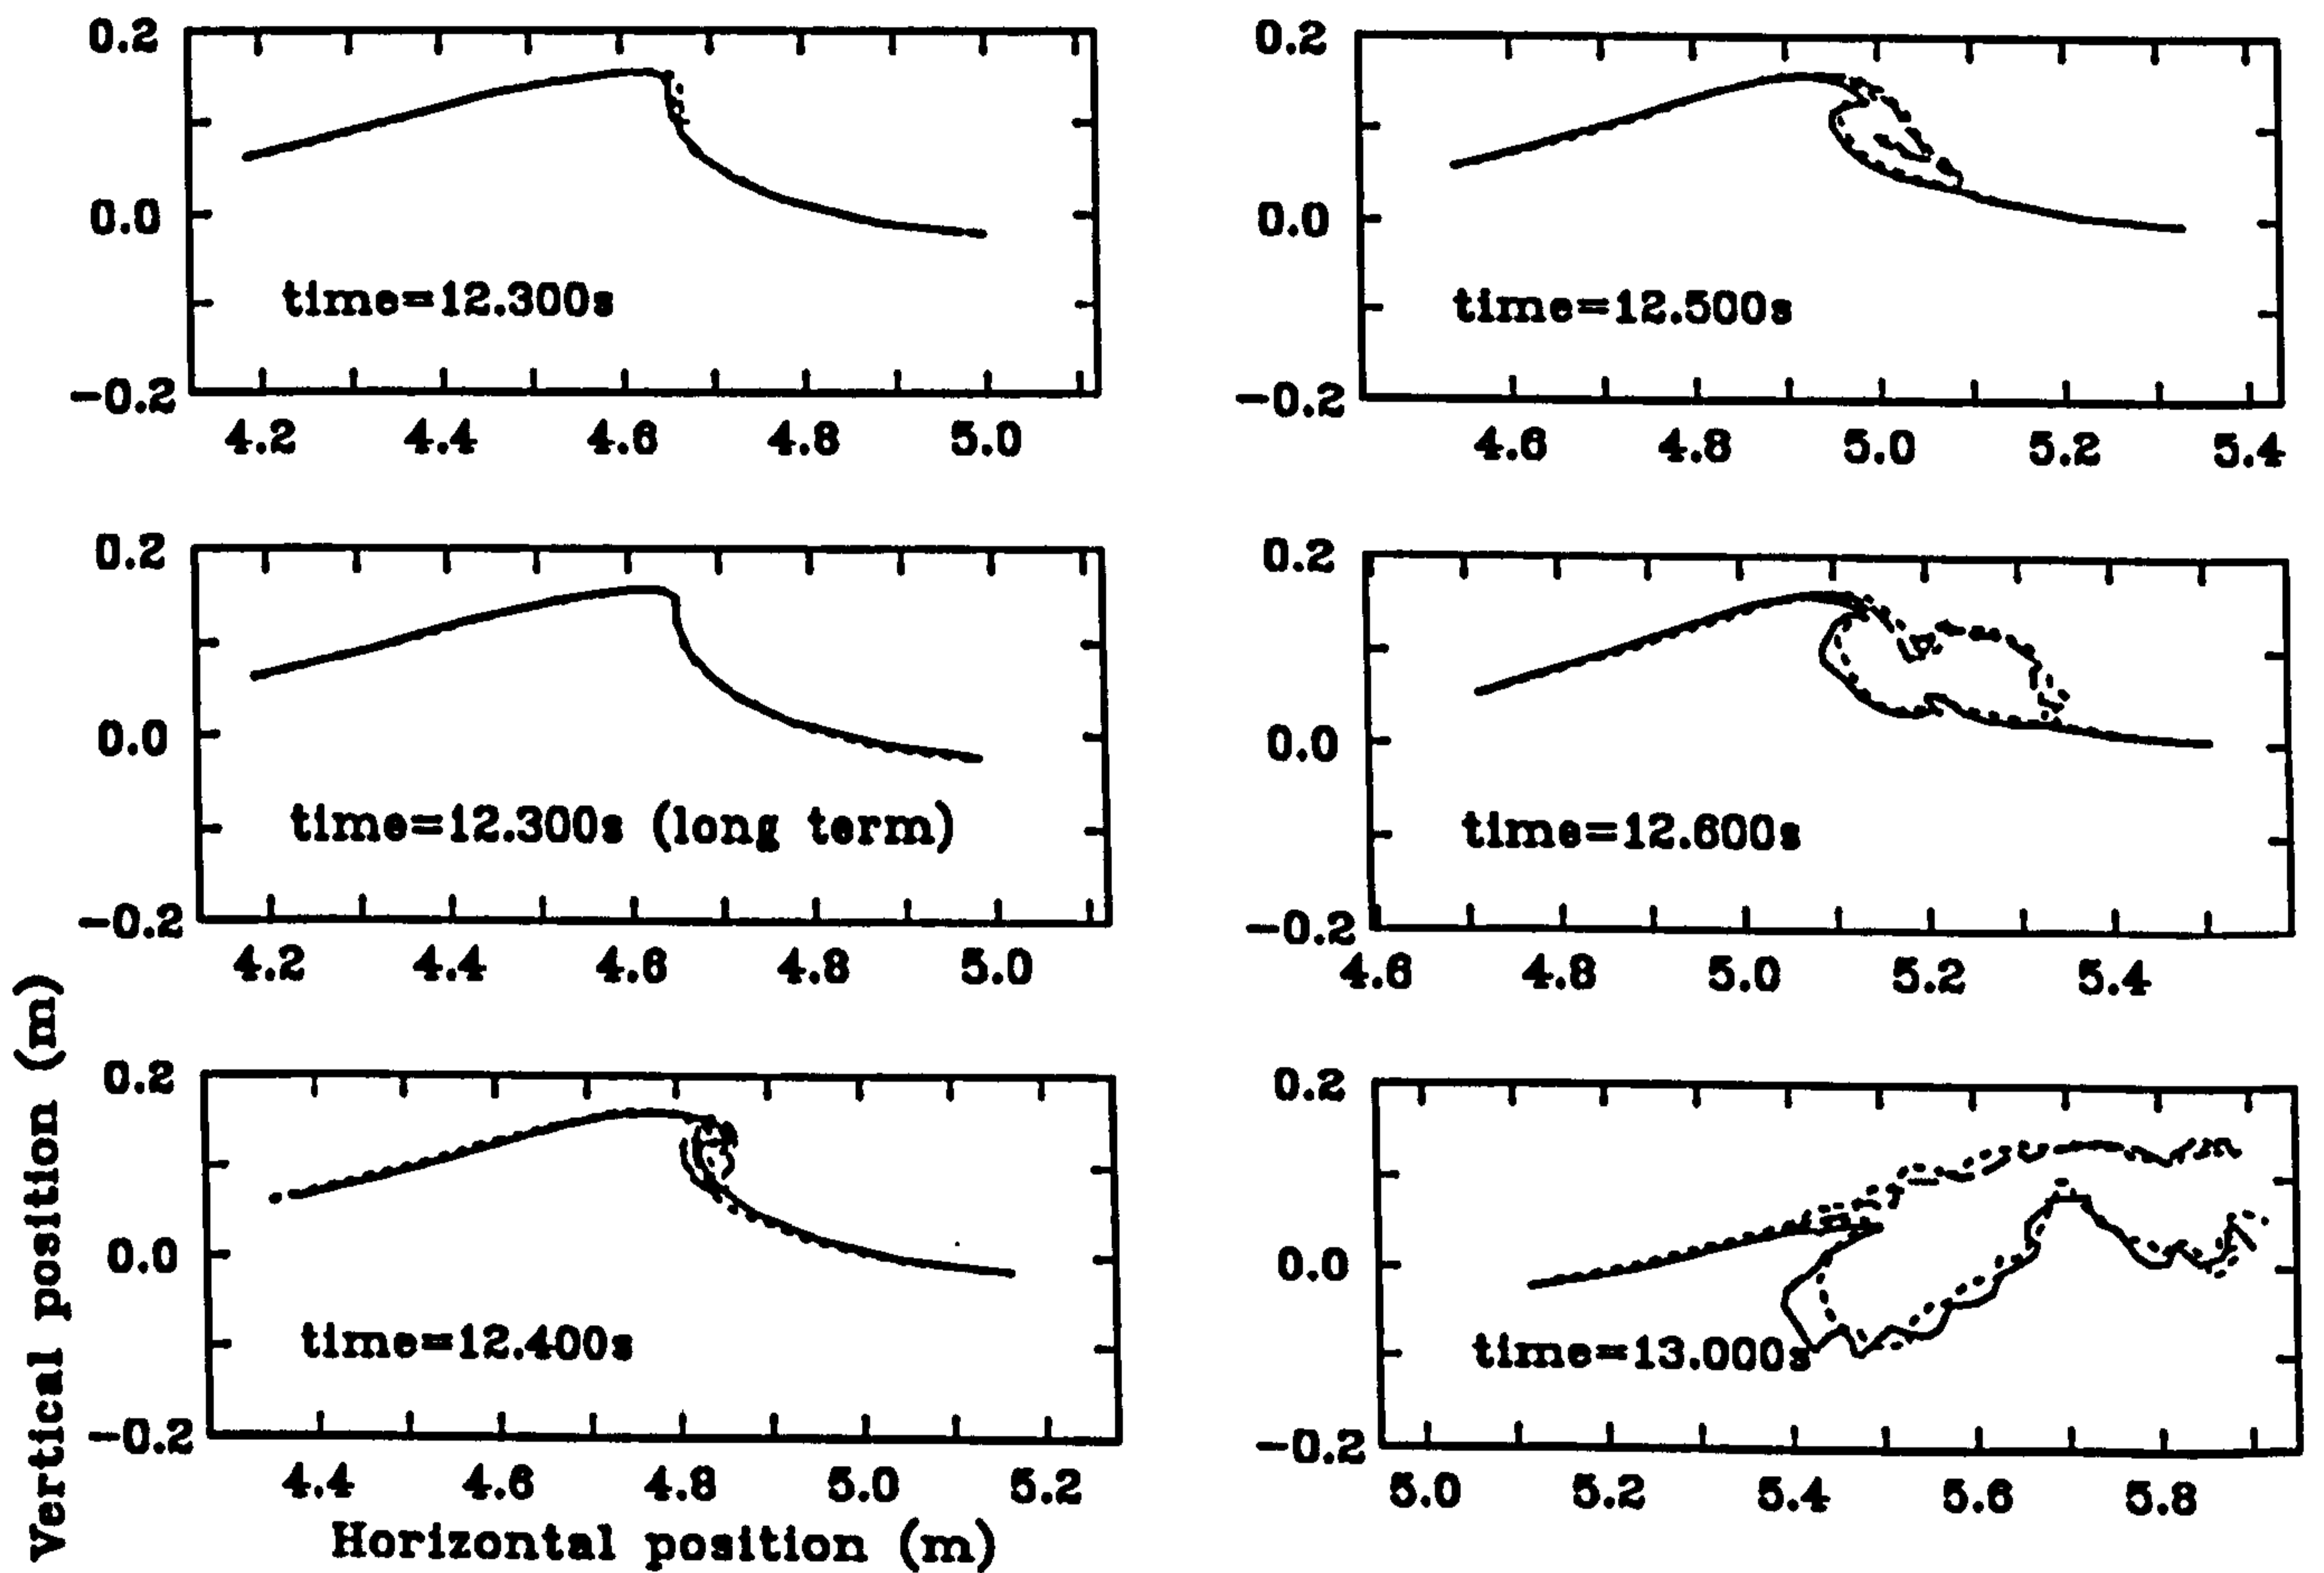 0.2
0.0
-0.2
time=12.300s
4.2 4.4 4.6 4.8 5.0
0.2
0.0
-0.2
time=12.500s
4.6 4.8 5.0 5.2 5.4
0.2
0.0
-0.2
time=12.300s (long term)
4.2 4.4 4.6 4.8 5.0
0.2
0.0
-0.2
time=12.600s
4.6 4.8 5.0 5.2 5.4
0.2
0.0
-0.2
time=12.400s
4.4 4.6 4.8 5.0 5.2
0.2
0.0
-0.2
time=13.000s
5.0 5.2 5.4 5.6 5.8
Vertical position (m)
Horizontal position (m)